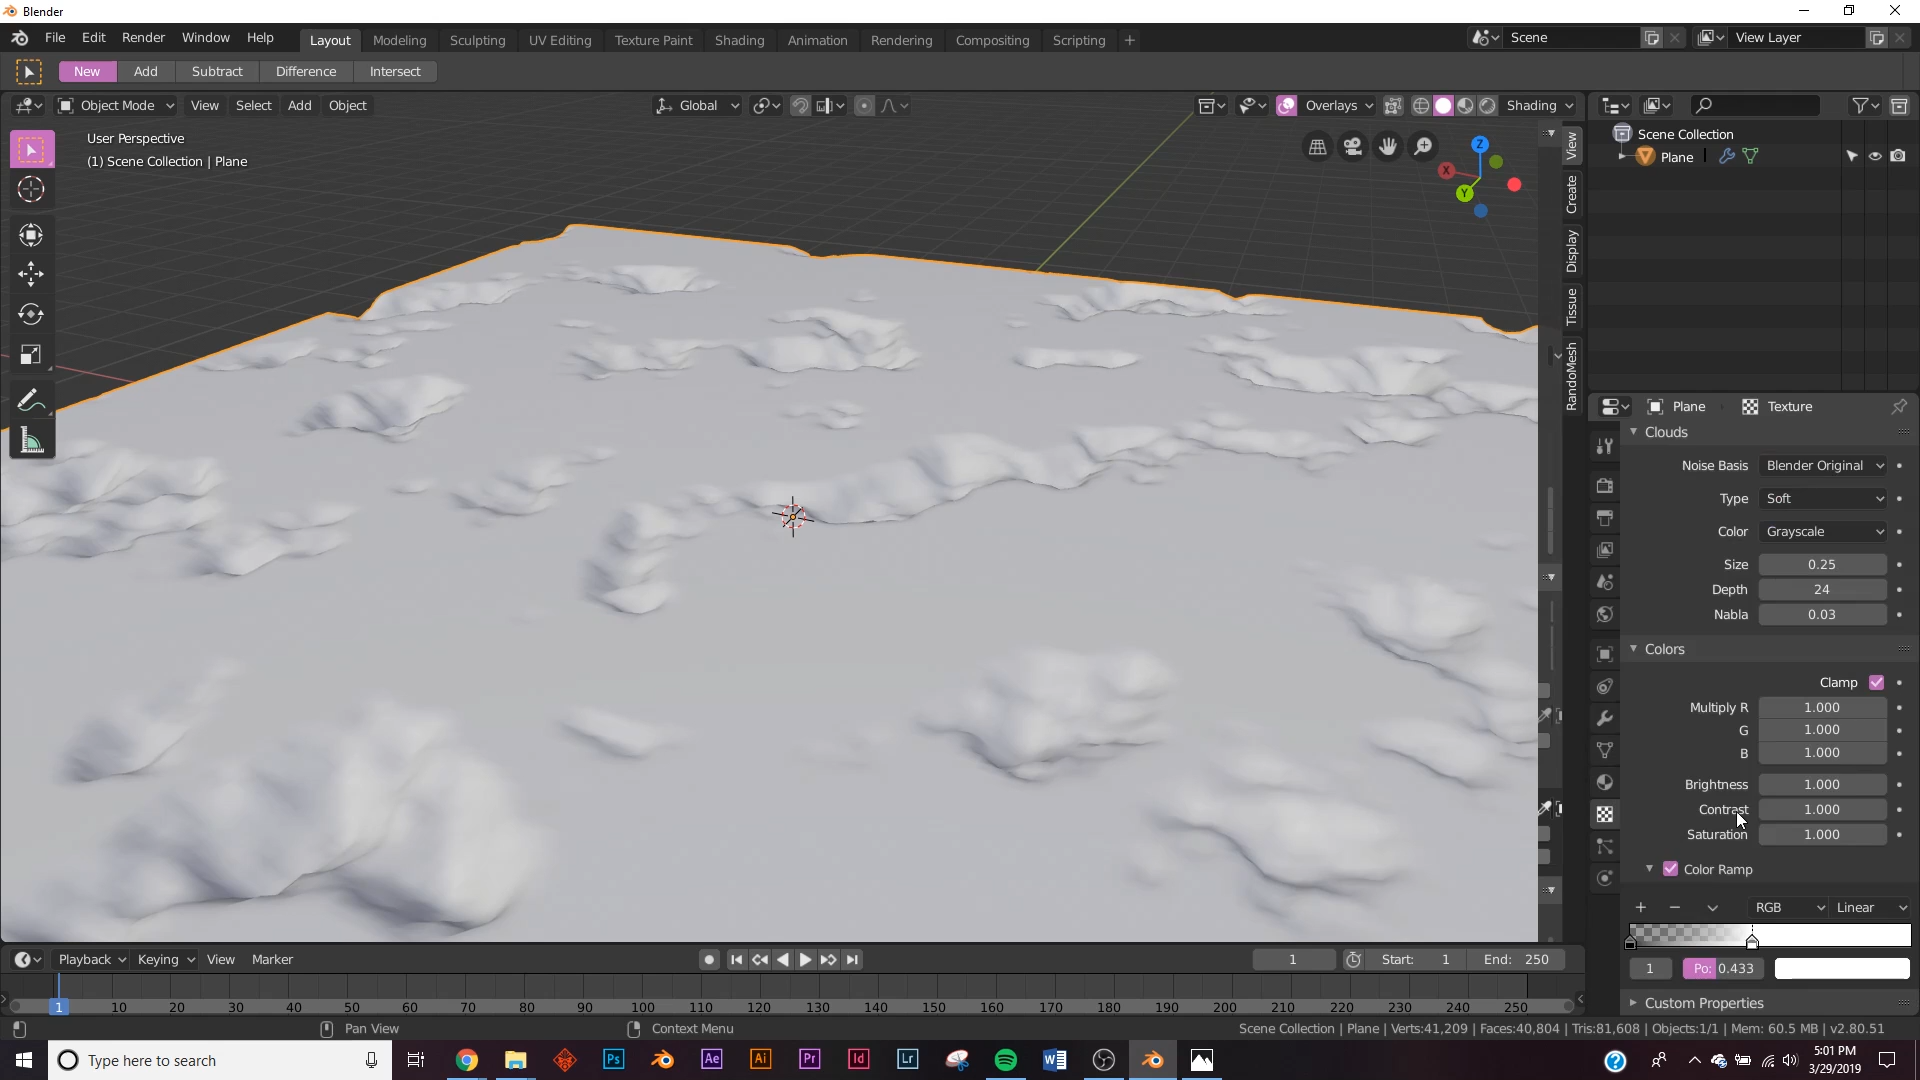 Blender
File Edit Render Window Help Layout Modeling Sculpting UV Editing Texture Paint Shading Animation Rendering Compositing Scripting + Scene View Layer
New Add Subtract Difference Intersect
Object Mode View Select Add Object Global Overlays Shading
User Perspective
(1) Scene Collection | Plane
Z
X
Y
View
Create
Display
Tissue
RandoMesh
Scene Collection
Plane
Plane Texture
Clouds
Noise Basis Blender Original
Type Soft
Color Grayscale
Size 0.25
Depth 24
Nabla 0.03
Colors
Clamp
Multiply R 1.000
G 1.000
B 1.000
Brightness 1.000
Contrast 1.000
Saturation 1.000
Color Ramp
+ − RGB Linear
1 Po: 0.433
Custom Properties
Playback Keying View Marker 1 Start: 1 End: 250
1 10 20 30 40 50 60 70 80 90 100 110 120 130 140 150 160 170 180 190 200 210 220 230 240 250
Pan View Context Menu Scene Collection | Plane | Verts:41,209 | Faces:40,804 | Tris:81,608 | Objects:1/1 | Mem: 60.5 MB | v2.80.51
Type here to search Ps Ae Ai Pr Id Lr W ?
5:01 PM
3/29/2019